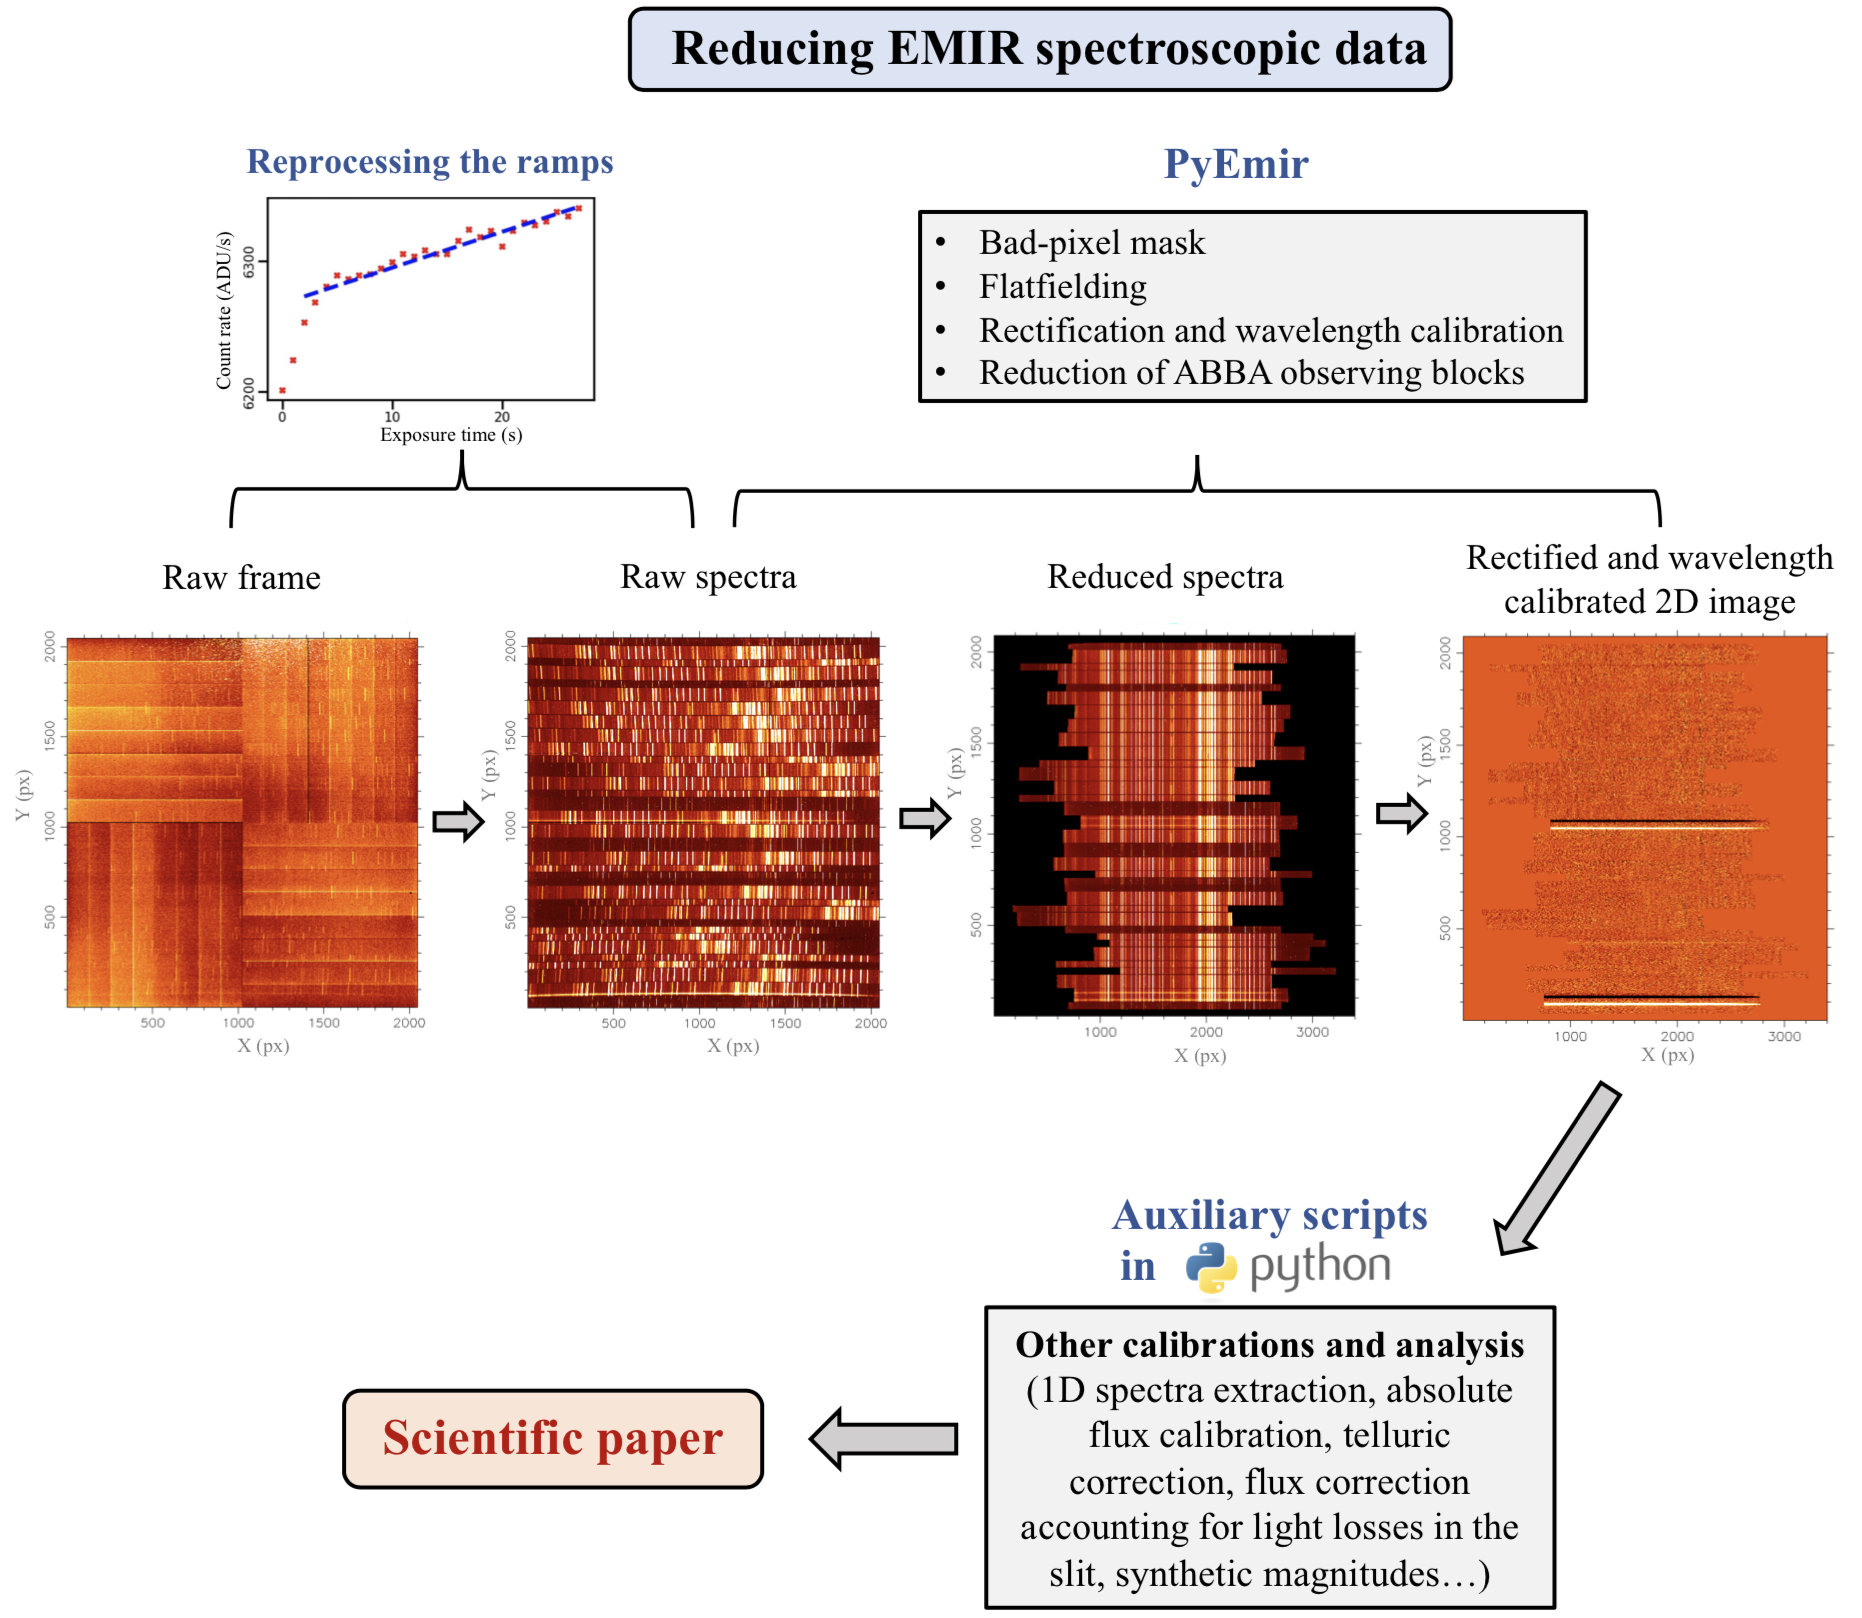 Reducing EMIR spectroscopic data
Reprocessing the ramps
Count rate (ADU/s)
6300
6200
0
10
20
Exposure time (s)
PyEmir
• Bad-pixel mask
• Flatfielding
• Rectification and wavelength calibration
• Reduction of ABBA observing blocks
Raw frame
Y (px)
2000
1500
1000
500
500
1000
1500
2000
X (px)
Raw spectra
Y (px)
2000
1500
1000
500
500
1000
1500
2000
X (px)
Reduced spectra
Y (px)
2000
1500
1000
500
1000
2000
3000
X (px)
Rectified and wavelength
calibrated 2D image
Y (px)
2000
1500
1000
500
1000
2000
3000
X (px)
Auxiliary scripts
in python
Other calibrations and analysis
(1D spectra extraction, absolute
flux calibration, telluric
correction, flux correction
accounting for light losses in the
slit, synthetic magnitudes…)
Scientific paper